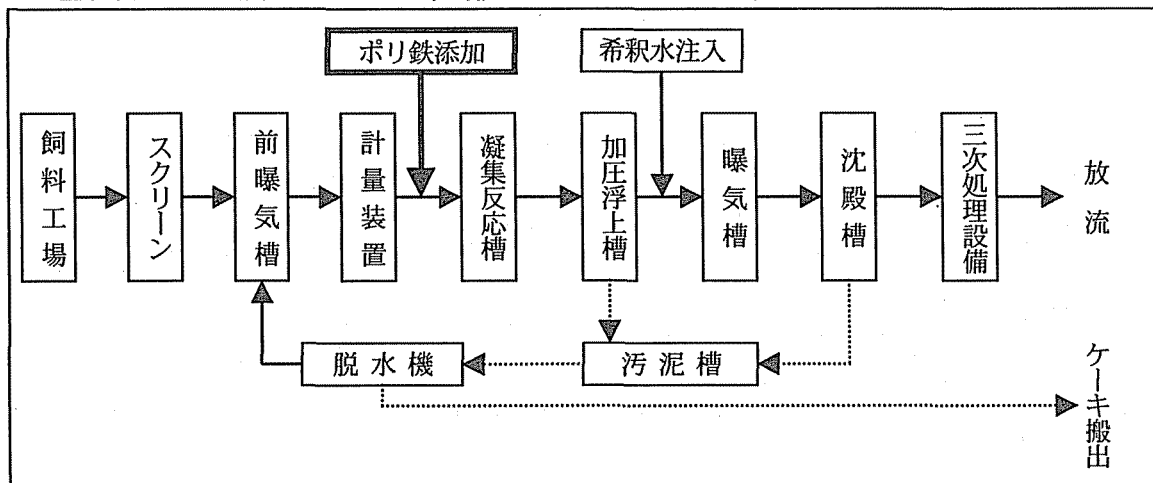 ポリ鉄添加
希釈水注入
飼料工場
スクリーン
前曝気槽
計量装置
凝集反応槽
加圧浮上槽
曝気槽
沈殿槽
三次処理設備
放流
脱水機
汚泥槽
ケーキ搬出